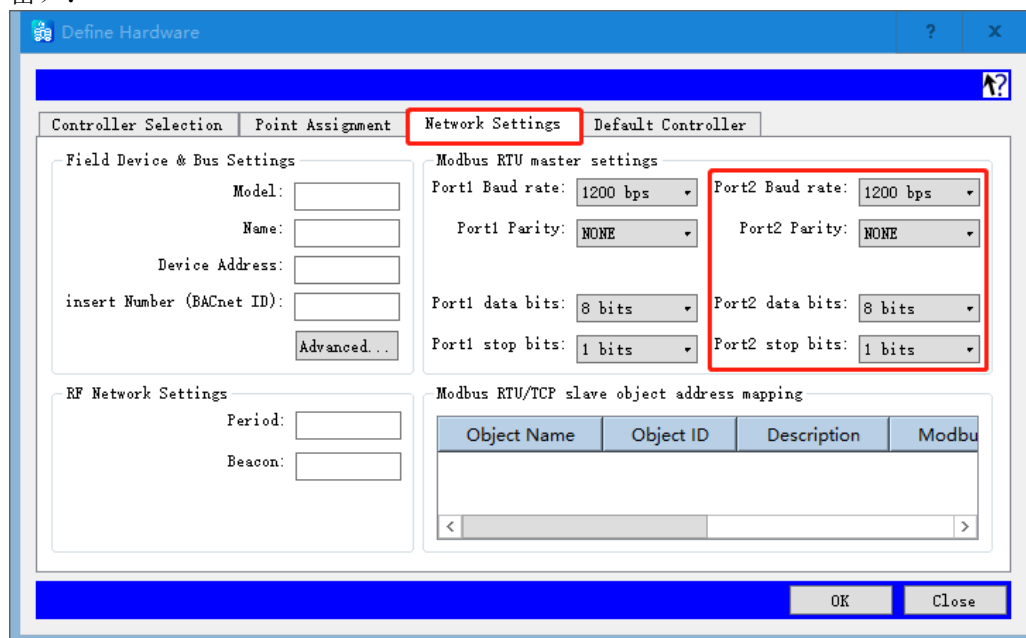 Define Hardware
Controller Selection Point Assignment Network Settings Default Controller
Field Device & Bus Settings
Model:
Name:
Device Address:
insert Number (BACnet ID):
Advanced...
Modbus RTU master settings
Port1 Baud rate: 1200 bps Port2 Baud rate: 1200 bps
Port1 Parity: NONE Port2 Parity: NONE
Port1 data bits: 8 bits Port2 data bits: 8 bits
Port1 stop bits: 1 bits Port2 stop bits: 1 bits
RF Network Settings
Period:
Beacon:
Modbus RTU/TCP slave object address mapping
Object Name Object ID Description Modbu
OK Close